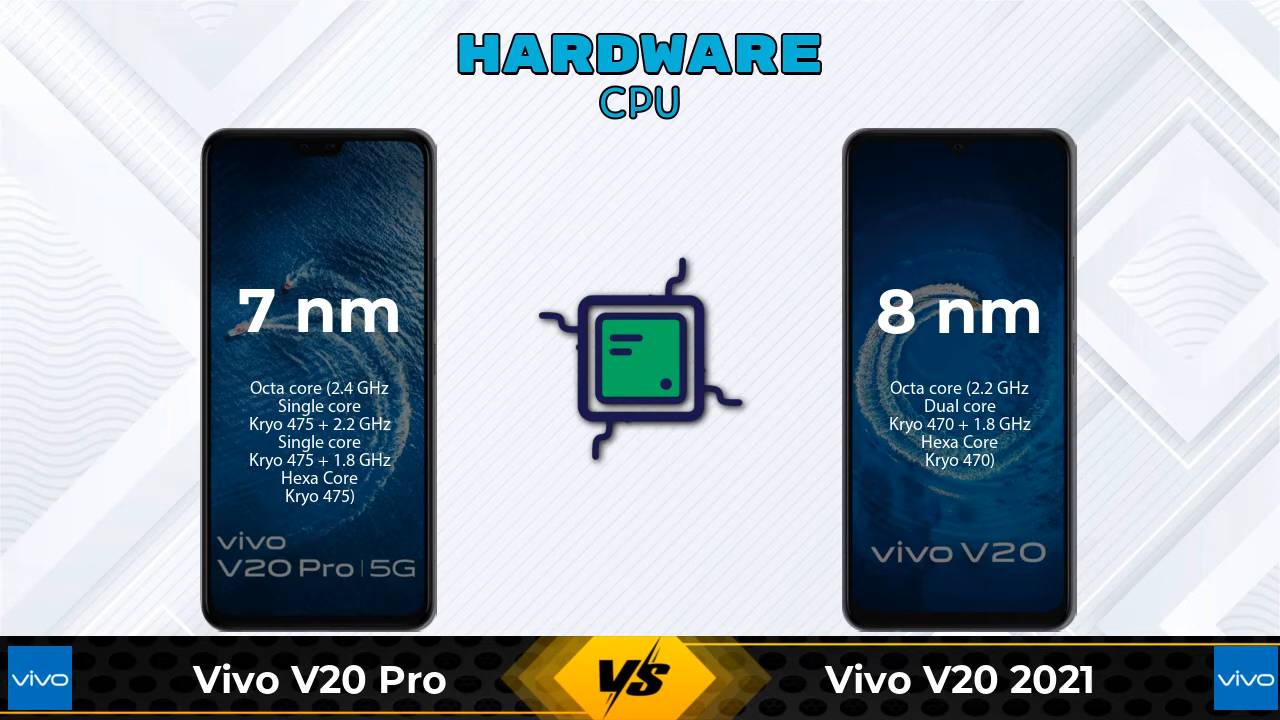 HARDWARE
CPU
7 nm
Octa core (2.4 GHz
Single core
Kryo 475 + 2.2 GHz
Single core
Kryo 475 + 1.8 GHz
Hexa Core
Kryo 475)
vivo
V20 Pro | 5G
8 nm
Octa core (2.2 GHz
Dual core
Kryo 470 + 1.8 GHz
Hexa Core
Kryo 470)
vivo V20
vivo
Vivo V20 Pro
VS
Vivo V20 2021
vivo